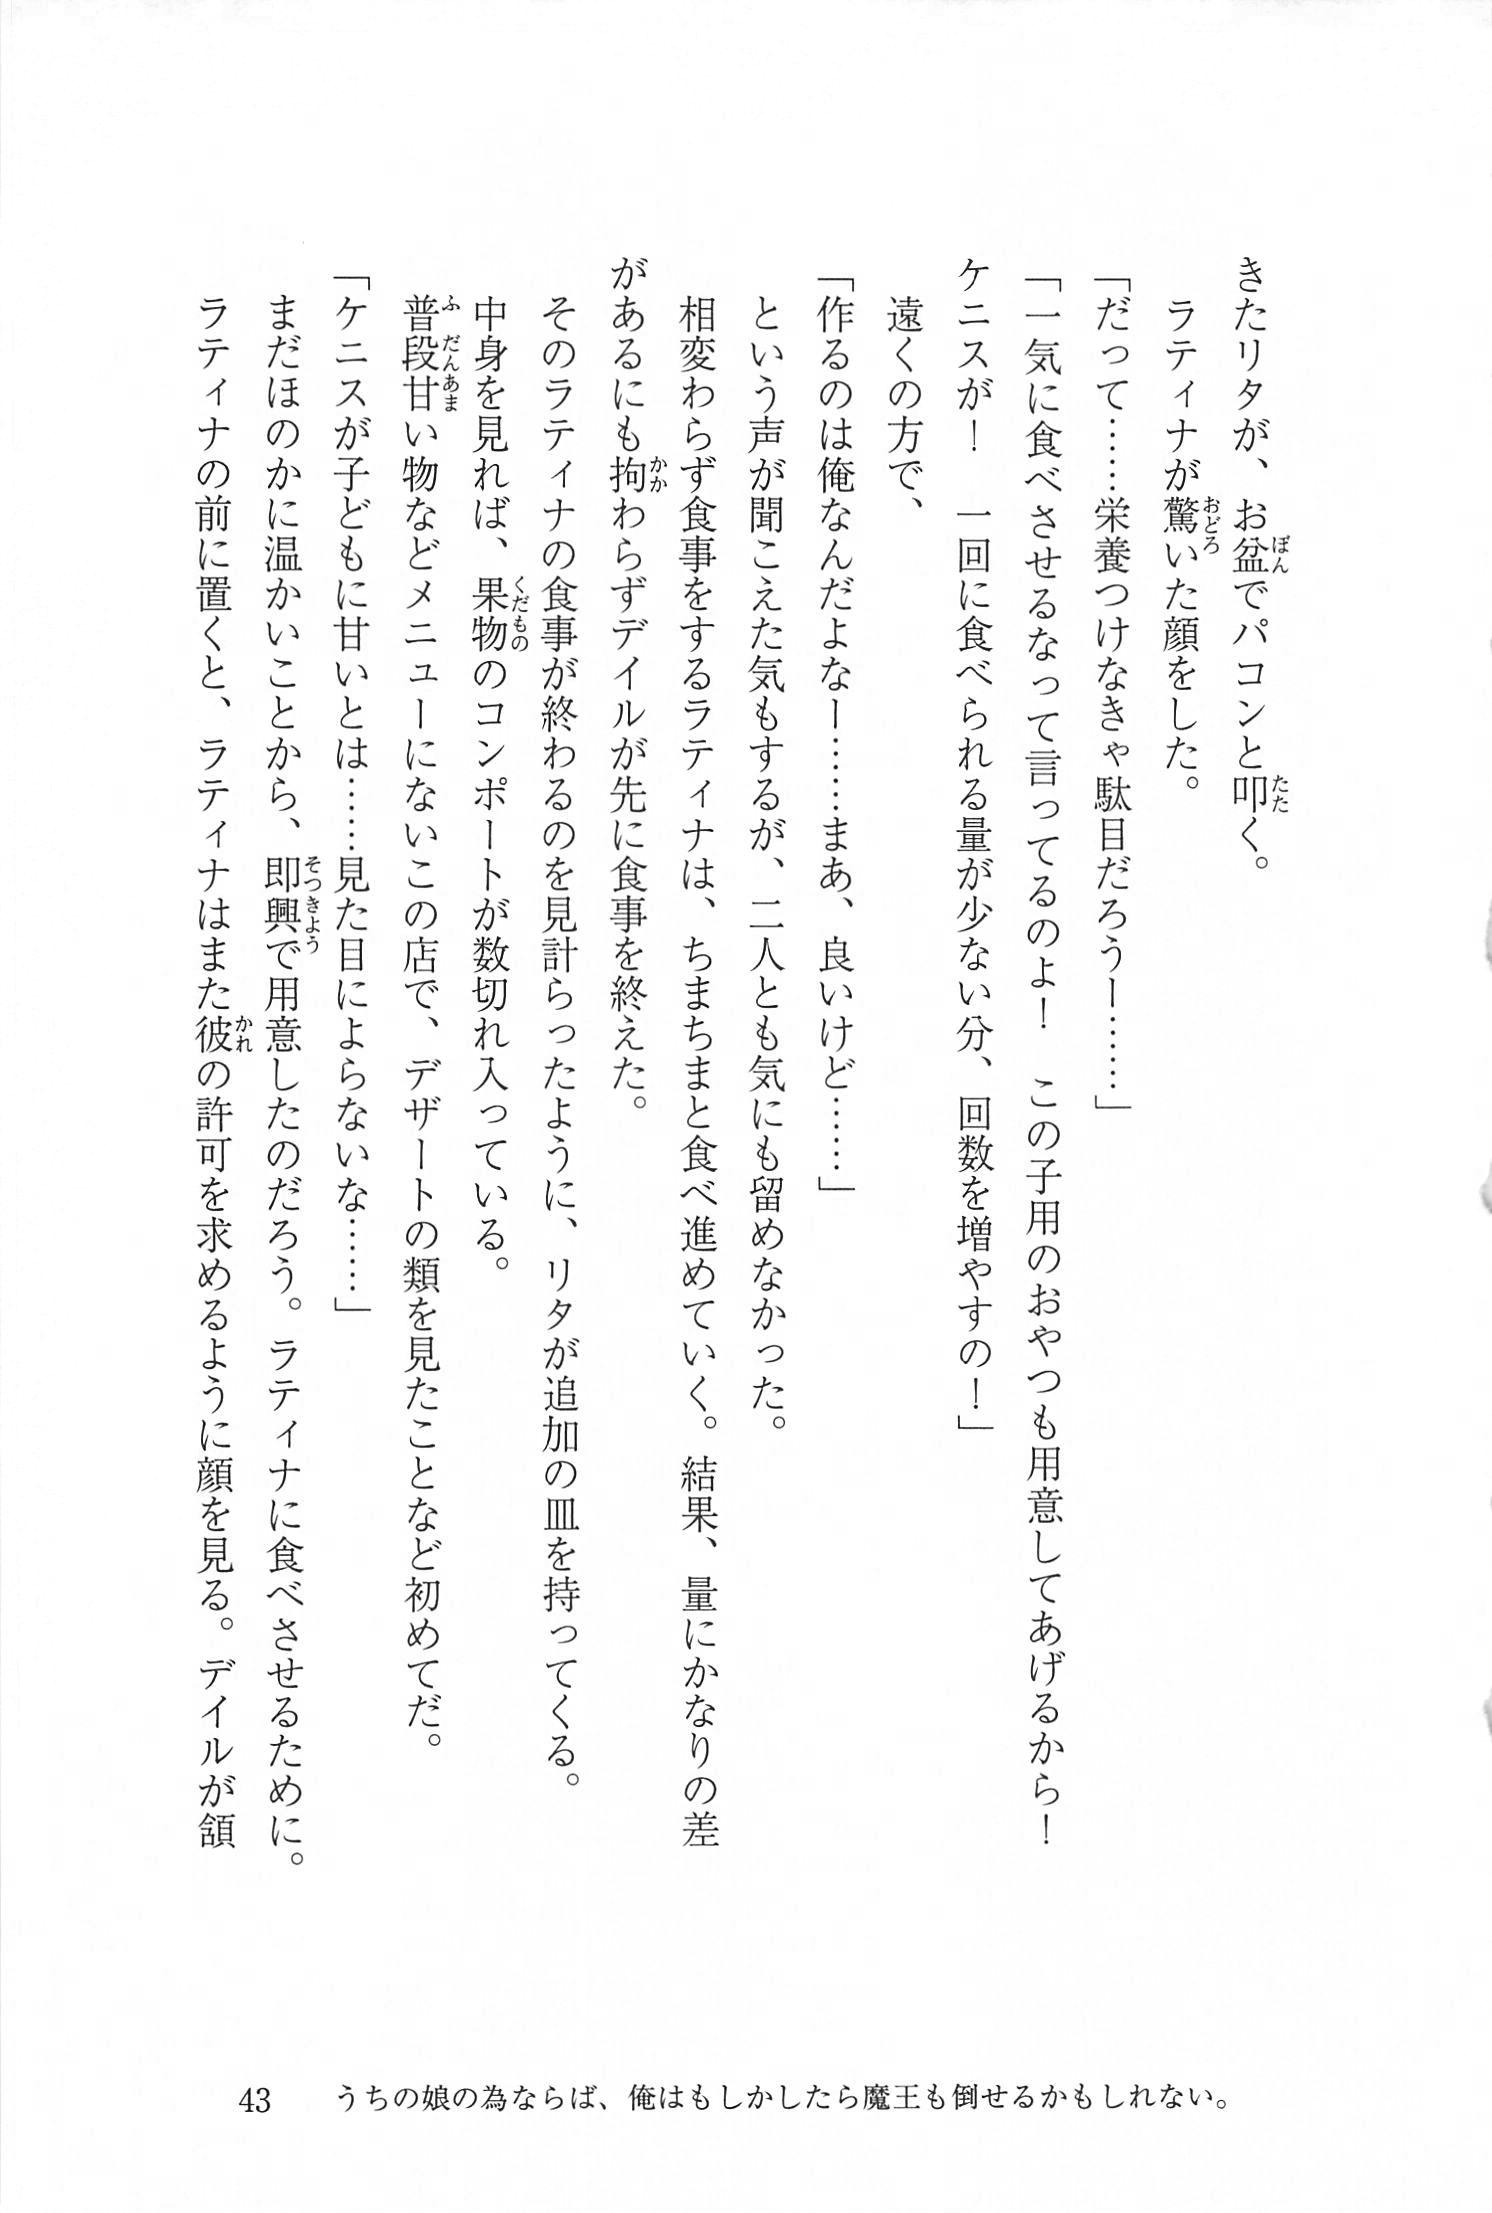 きたリタが、お盆でパコンと叩く。
ラティナが驚いた顔をした。
「だって……栄養つけなきゃ駄目だろうー……」
「一気に食べさせるなって言ってるのよ！　この子用のおやつも用意してあげるから！
ケニスが！　一回に食べられる量が少ない分、回数を増やすの！」
遠くの方で、
「作るのは俺なんだよなー……まあ、良いけど……」
という声が聞こえた気もするが、二人とも気にも留めなかった。
相変わらず食事をするラティナは、ちまちまと食べ進めていく。結果、量にかなりの差
があるにも拘わらずデイルが先に食事を終えた。
そのラティナの食事が終わるのを見計らったように、リタが追加の皿を持ってくる。
中身を見れば、果物のコンポートが数切れ入っている。
普段甘い物などメニューにないこの店で、デザートの類を見たことなど初めてだ。
「ケニスが子どもに甘いとは……見た目によらないな……」
まだほのかに温かいことから、即興で用意したのだろう。ラティナに食べさせるために。
ラティナの前に置くと、ラティナはまた彼の許可を求めるように顔を見る。デイルが頷
43　うちの娘の為ならば、俺はもしかしたら魔王も倒せるかもしれない。